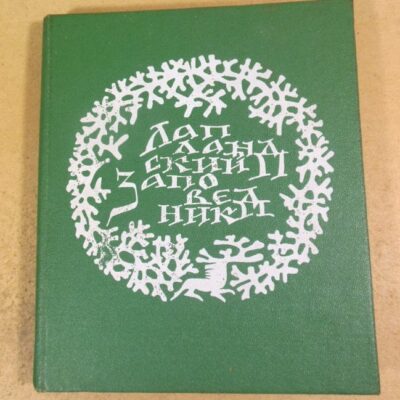 Лап
ланд
ский
запо
вед
ник